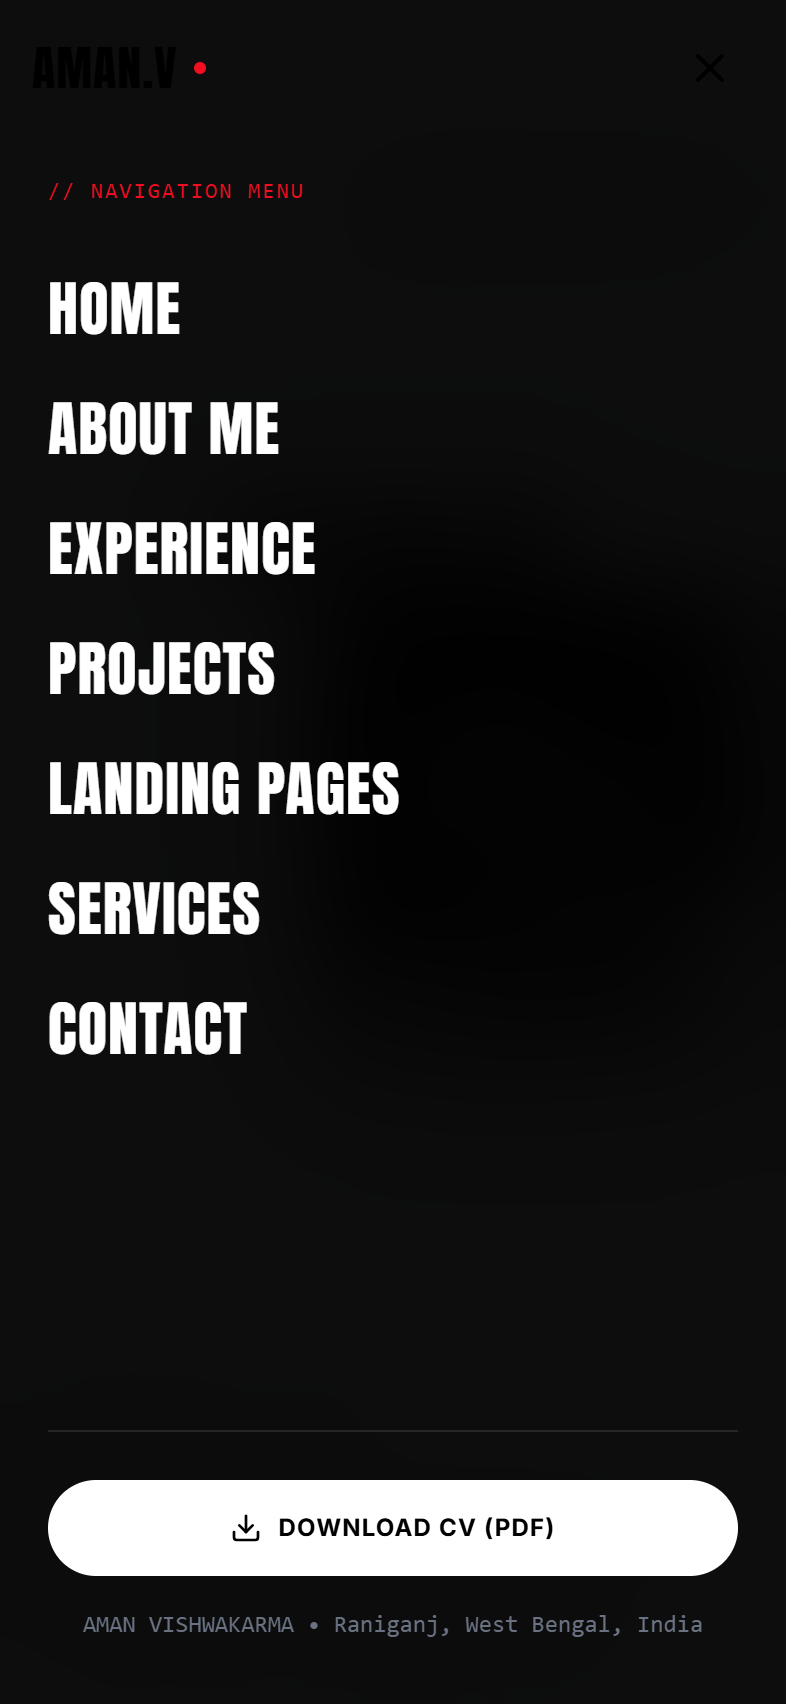 AMAN.V
// NAVIGATION MENU
HOME
ABOUT ME
EXPERIENCE
PROJECTS
LANDING PAGES
SERVICES
CONTACT
DOWNLOAD CV (PDF)
AMAN VISHWAKARMA • Raniganj, West Bengal, India